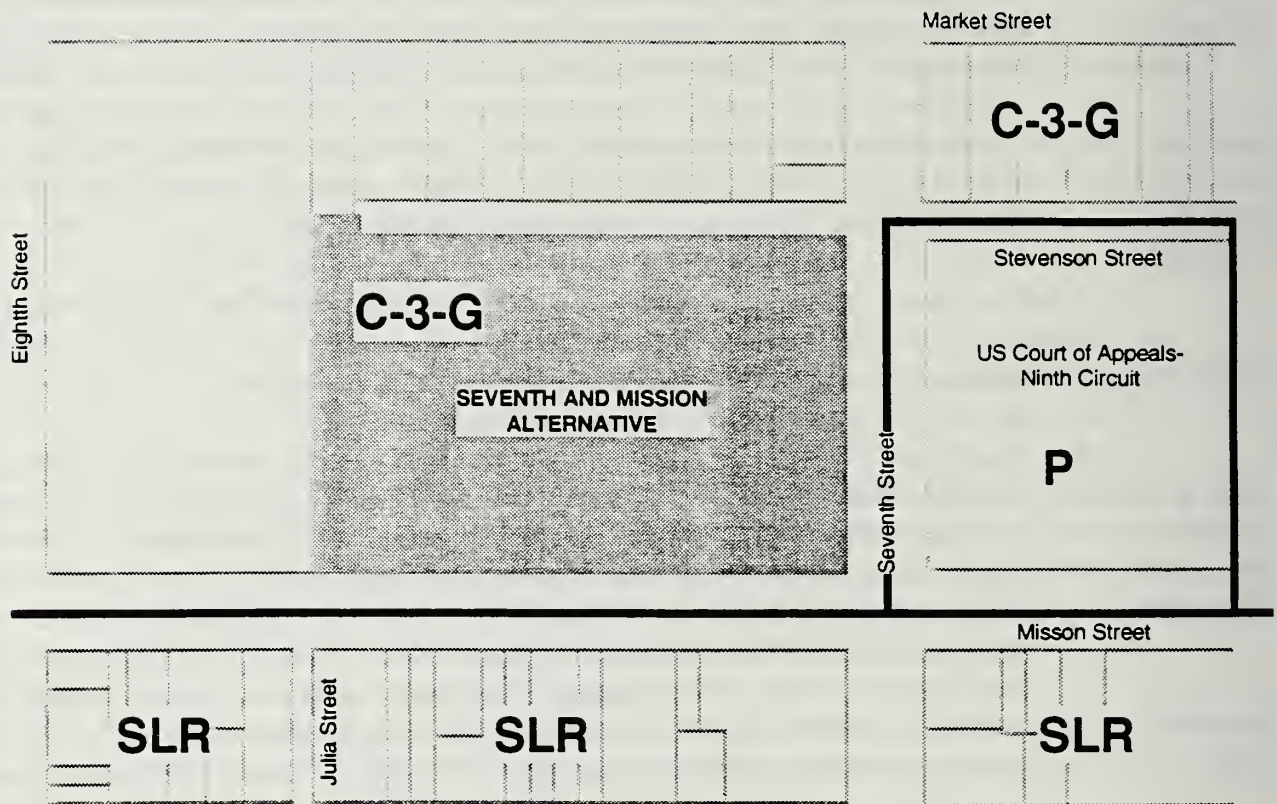 Market Street
C-3-G
Eightth Street
Stevenson Street
C-3-G
US Court of Appeals-
Ninth Circuit
SEVENTH AND MISSION
ALTERNATIVE
Seventh Street
P
Misson Street
Julia Street
SLR
SLR
SLR